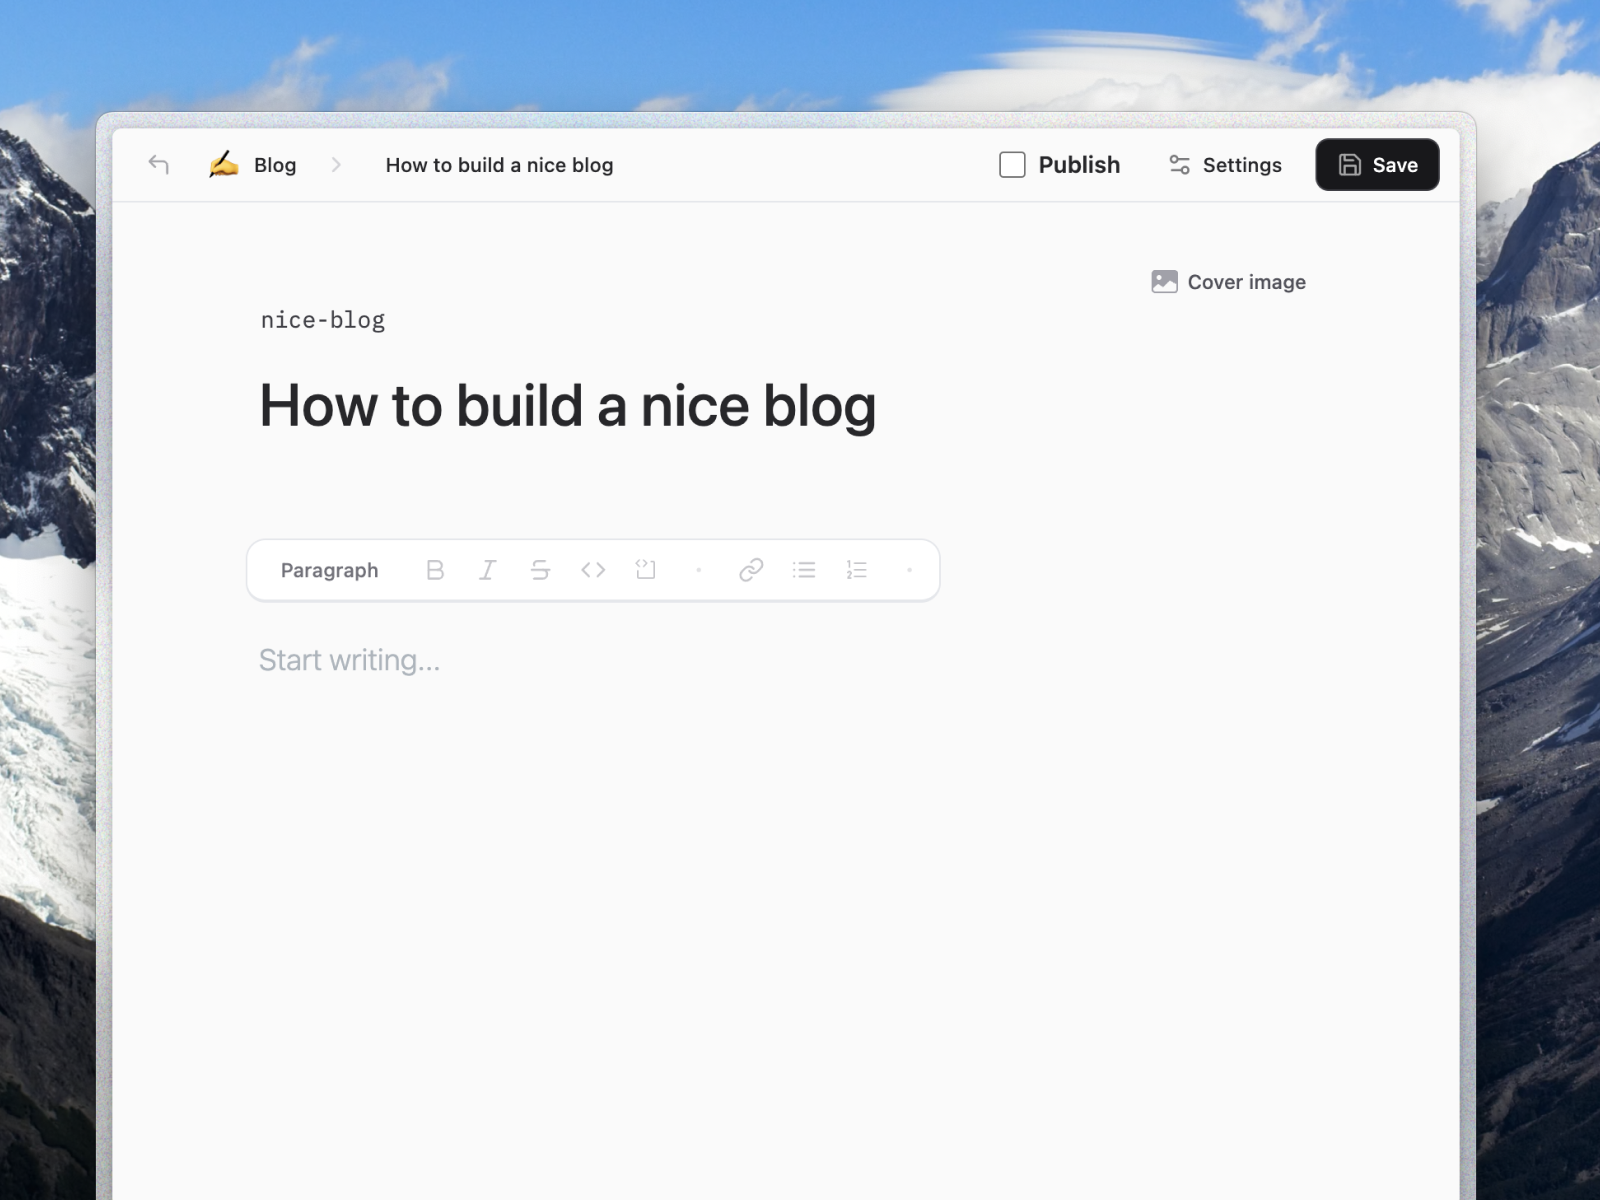 Blog
How to build a nice blog
Publish
Settings
Save
Cover image
nice-blog
How to build a nice blog
Paragraph
Start writing...